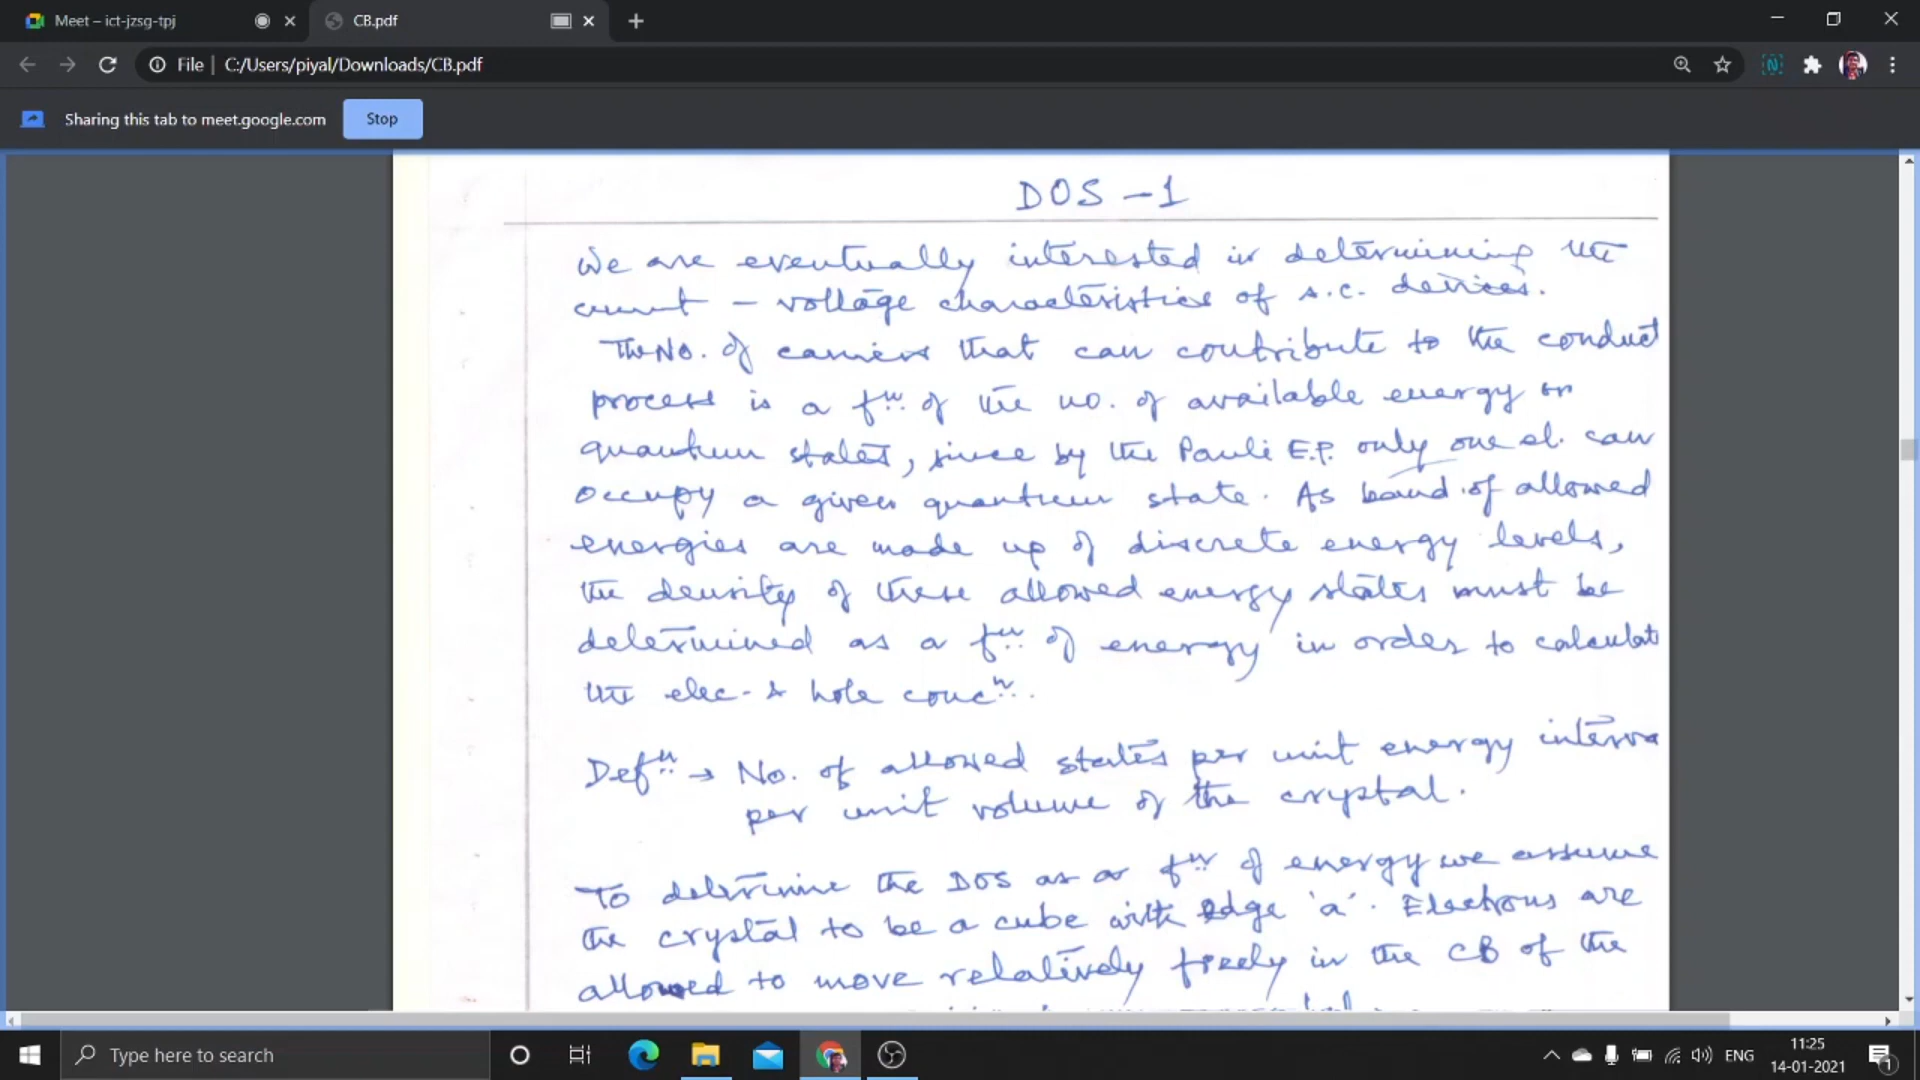 Meet – ict-jzsg-tpj
CB.pdf
File | C:/Users/piyal/Downloads/CB.pdf
Sharing this tab to meet.google.com
Stop
DOS – 1
We are eventually interested in determining the
current – voltage characteristics of s.c. devices.
The No. of carriers that can contribute to the conduct
process is a fⁿ of the no. of available energy or
quantum states, since by the Pauli E.P. only one el. can
occupy a given quantum state. As band of allowed
energies are made up of discrete energy levels,
the density of these allowed energy states must be
determined as a fⁿ of energy in order to calculat
the elec- & hole concⁿ.
Defⁿ → No. of allowed states per unit energy interva
per unit volume of the crystal.
To determine the DOS as a fⁿ of energy we assume
the crystal to be a cube with edge 'a'. Electrons are
allowed to move relatively freely in the CB of the
Type here to search
ENG
11:25
14-01-2021
1